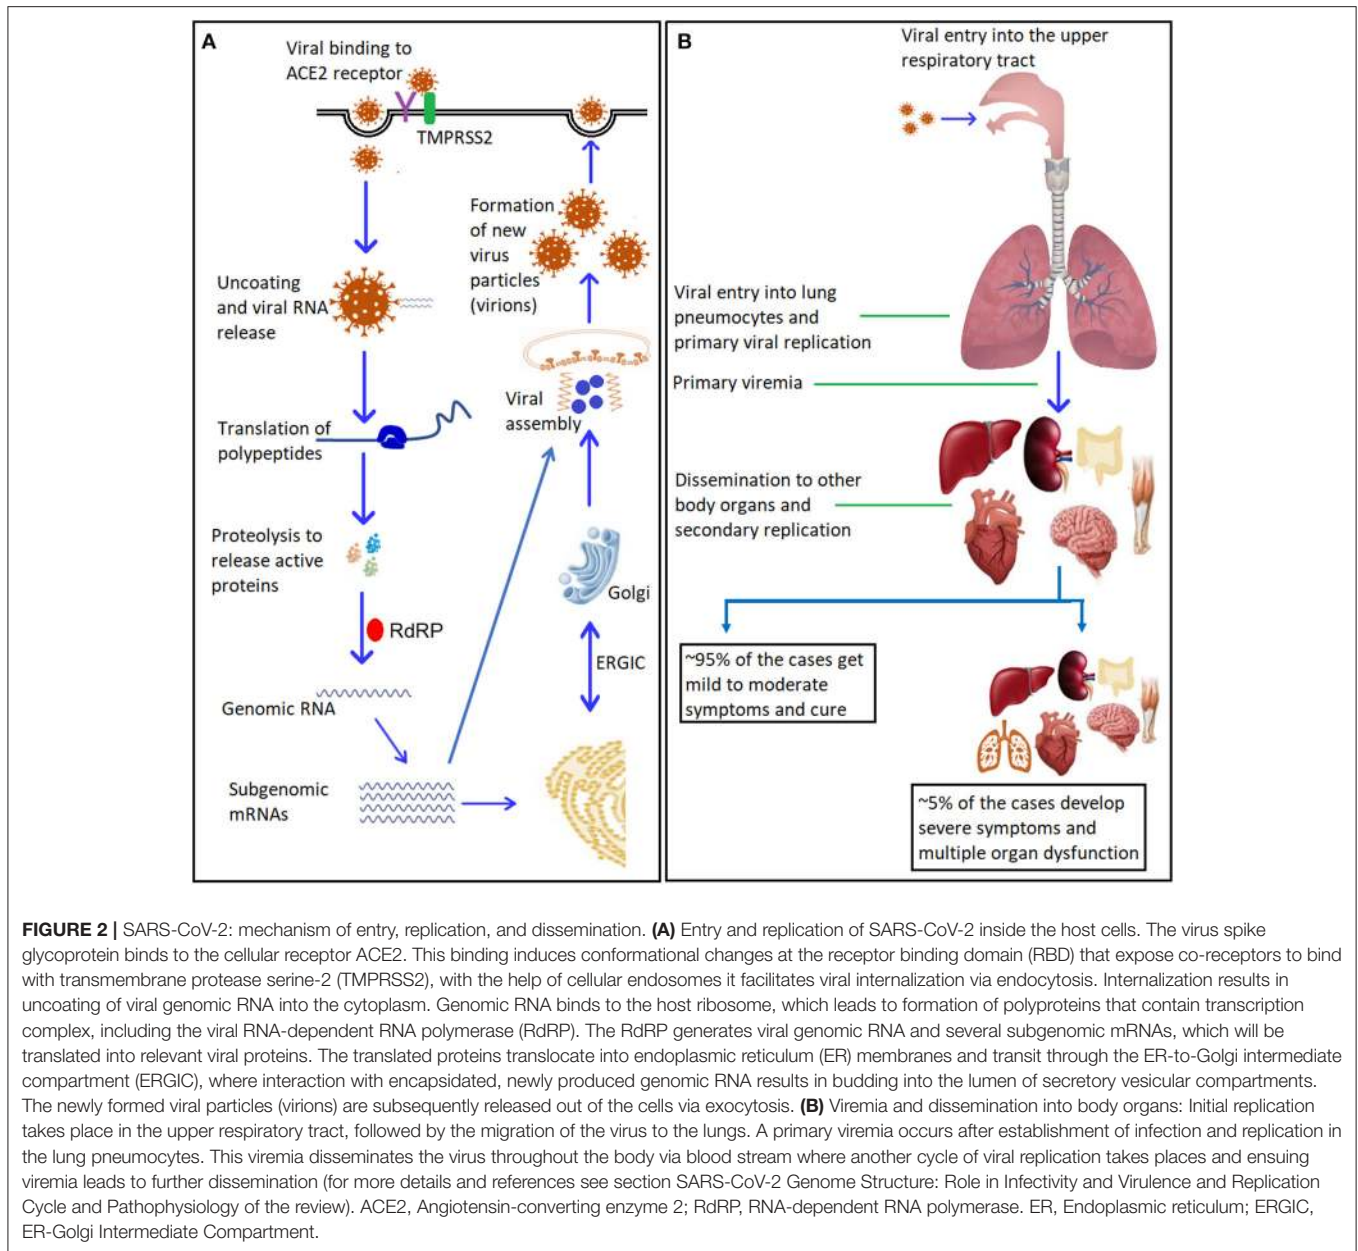 A
Viral binding to
ACE2 receptor
TMPRSS2
Formation
of new
virus
particles
(virions)
Uncoating
and viral RNA
release
Viral
assembly
Translation of
polypeptides
Proteolysis to
release active
proteins
Golgi
RdRP
ERGIC
Genomic RNA
Subgenomic
mRNAs
B
Viral entry into the upper
respiratory tract
Viral entry into lung
pneumocytes and
primary viral replication
Primary viremia
Dissemination to other
body organs and
secondary replication
~95% of the cases get
mild to moderate
symptoms and cure
~5% of the cases develop
severe symptoms and
multiple organ dysfunction
FIGURE 2 | SARS-CoV-2: mechanism of entry, replication, and dissemination. (A) Entry and replication of SARS-CoV-2 inside the host cells. The virus spike
glycoprotein binds to the cellular receptor ACE2. This binding induces conformational changes at the receptor binding domain (RBD) that expose co-receptors to bind
with transmembrane protease serine-2 (TMPRSS2), with the help of cellular endosomes it facilitates viral internalization via endocytosis. Internalization results in
uncoating of viral genomic RNA into the cytoplasm. Genomic RNA binds to the host ribosome, which leads to formation of polyproteins that contain transcription
complex, including the viral RNA-dependent RNA polymerase (RdRP). The RdRP generates viral genomic RNA and several subgenomic mRNAs, which will be
translated into relevant viral proteins. The translated proteins translocate into endoplasmic reticulum (ER) membranes and transit through the ER-to-Golgi intermediate
compartment (ERGIC), where interaction with encapsidated, newly produced genomic RNA results in budding into the lumen of secretory vesicular compartments.
The newly formed viral particles (virions) are subsequently released out of the cells via exocytosis. (B) Viremia and dissemination into body organs: Initial replication
takes place in the upper respiratory tract, followed by the migration of the virus to the lungs. A primary viremia occurs after establishment of infection and replication in
the lung pneumocytes. This viremia disseminates the virus throughout the body via blood stream where another cycle of viral replication takes places and ensuing
viremia leads to further dissemination (for more details and references see section SARS-CoV-2 Genome Structure: Role in Infectivity and Virulence and Replication
Cycle and Pathophysiology of the review). ACE2, Angiotensin-converting enzyme 2; RdRP, RNA-dependent RNA polymerase. ER, Endoplasmic reticulum; ERGIC,
ER-Golgi Intermediate Compartment.